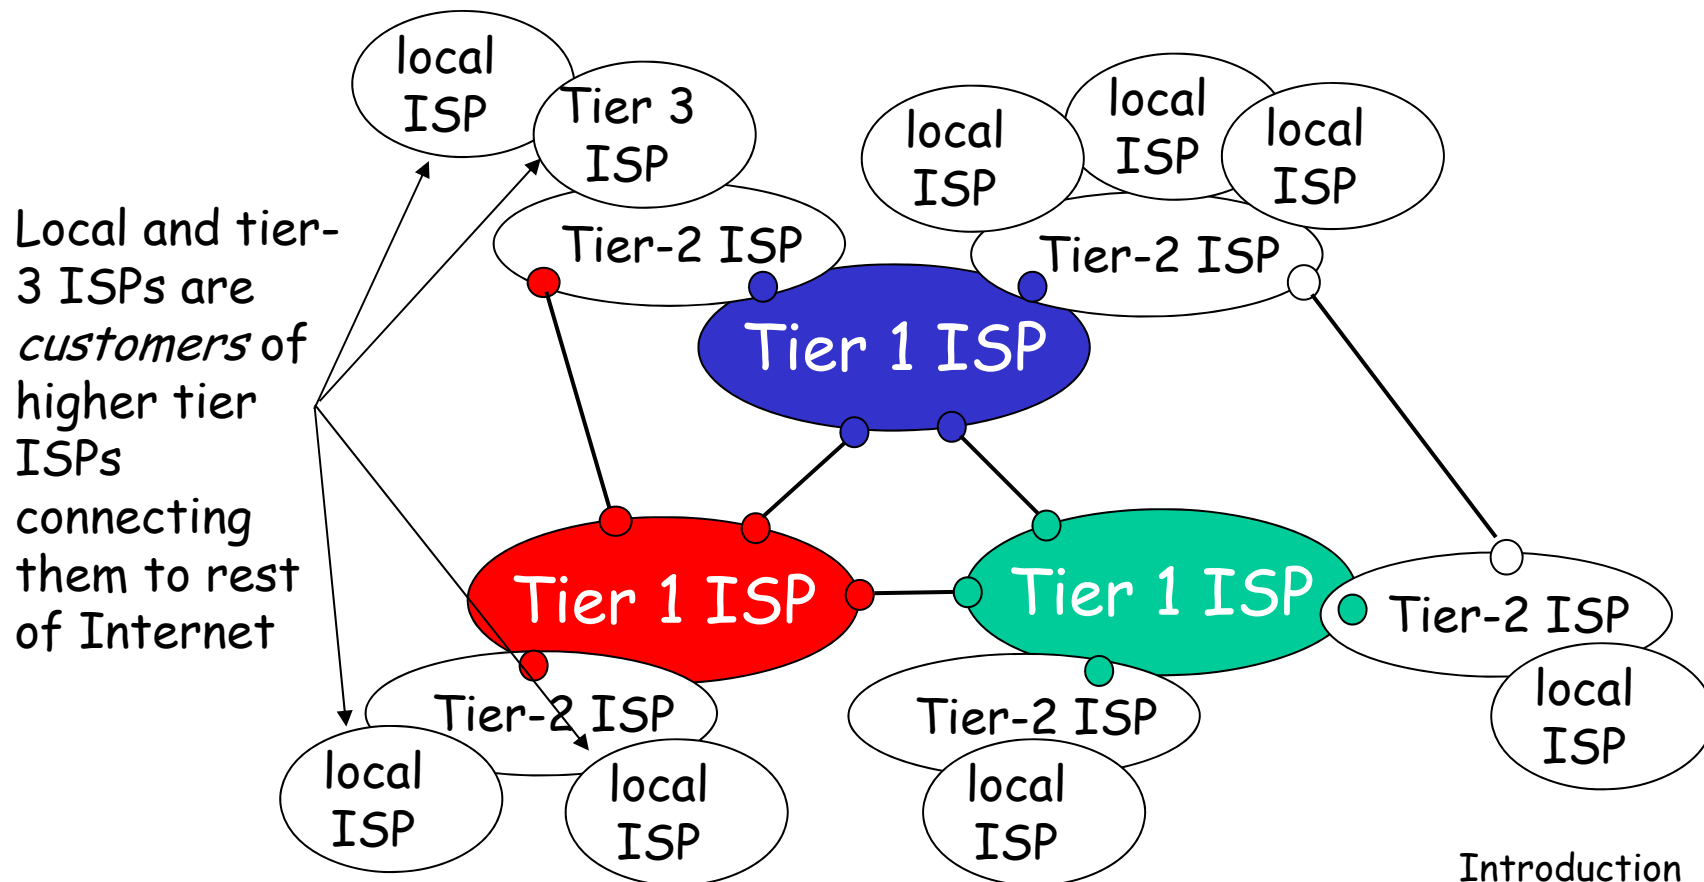 local
ISP
Tier 3
ISP
local
ISP
local
ISP
local
ISP
Local and tier-
3 ISPs are
customers of
higher tier
ISPs
connecting
them to rest
of Internet
Tier-2 ISP
Tier-2 ISP
Tier 1 ISP
Tier 1 ISP
Tier 1 ISP
Tier-2 ISP
Tier-2 ISP
Tier-2 ISP
local
ISP
local
ISP
local
ISP
local
ISP
Introduction